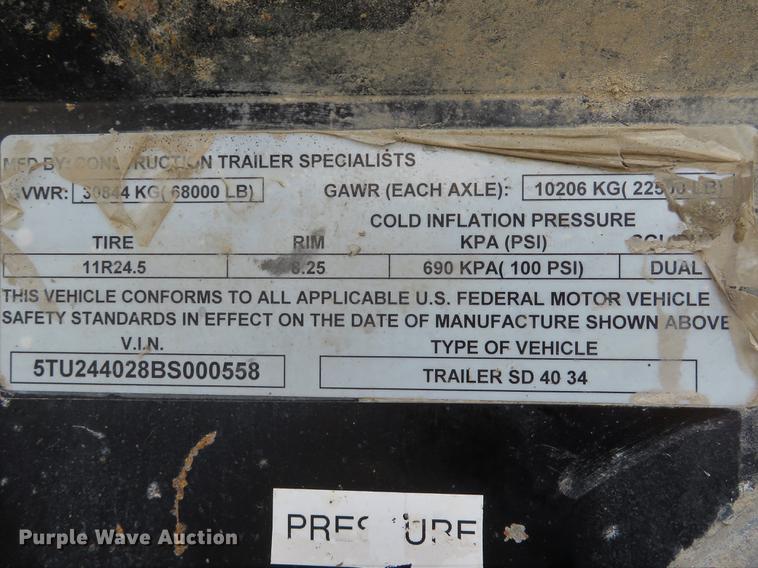 MFD BY: CONSTRUCTION TRAILER SPECIALISTS
GVWR: 30844 KG( 68000 LB) GAWR (EACH AXLE): 10206 KG( 22500 LB)
COLD INFLATION PRESSURE
TIRE RIM KPA (PSI)
11R24.5 8.25 690 KPA( 100 PSI) DUAL
THIS VEHICLE CONFORMS TO ALL APPLICABLE U.S. FEDERAL MOTOR VEHICLE
SAFETY STANDARDS IN EFFECT ON THE DATE OF MANUFACTURE SHOWN ABOVE
V.I.N. TYPE OF VEHICLE
5TU244028BS000558 TRAILER SD 40 34
PRESSURE
Purple Wave Auction